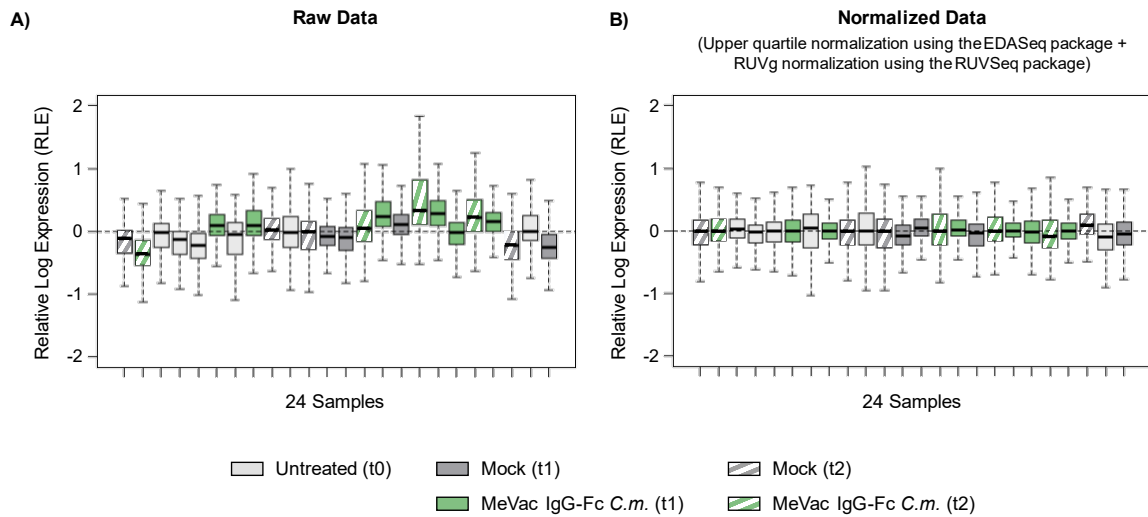 A)
Raw Data
Relative Log Expression (RLE)
2
1
0
-1
-2
24 Samples
B)
Normalized Data
(Upper quartile normalization using the EDASeq package +
RUVg normalization using the RUVSeq package)
Relative Log Expression (RLE)
2
1
0
-1
-2
24 Samples
Untreated (t0)
Mock (t1)
Mock (t2)
MeVac IgG-Fc C.m. (t1)
MeVac IgG-Fc C.m. (t2)